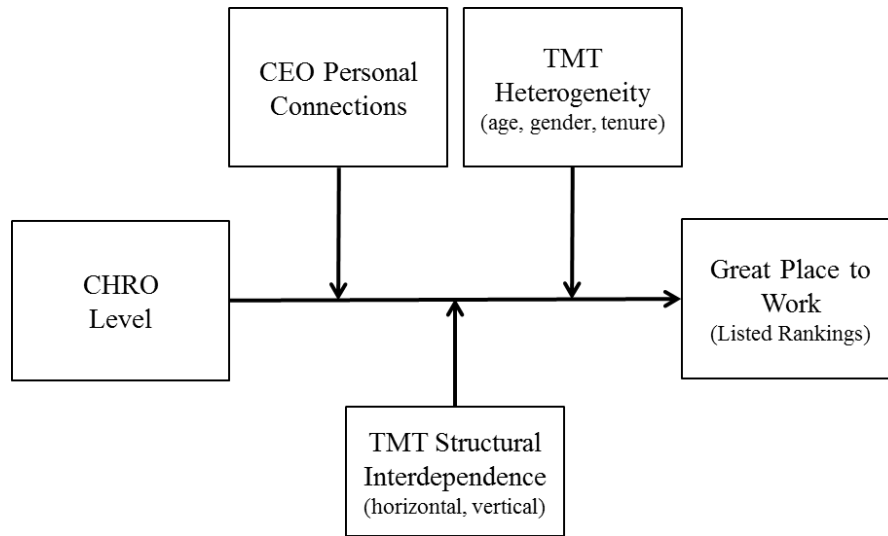 CEO Personal
Connections
TMT
Heterogeneity
(age, gender, tenure)
CHRO
Level
Great Place to
Work
(Listed Rankings)
TMT Structural
Interdependence
(horizontal, vertical)